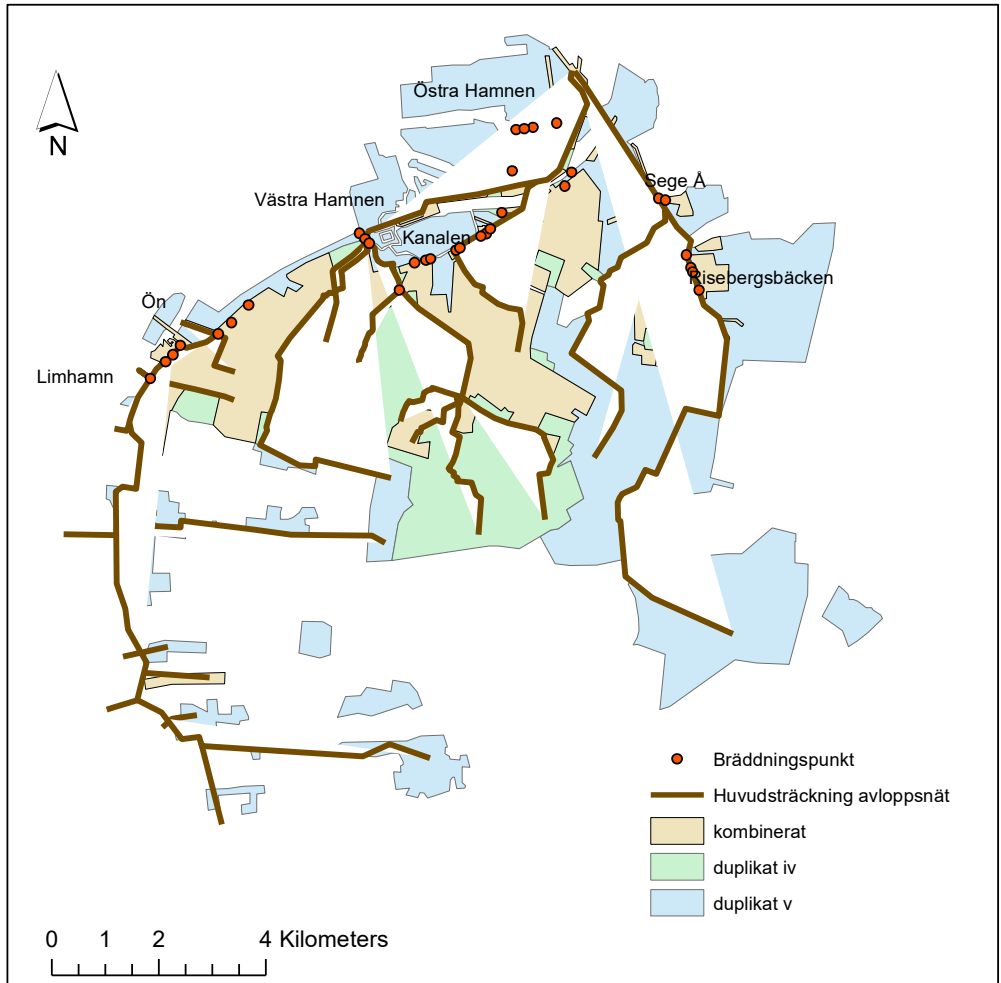 Östra Hamnen
N
Sege Å
Västra Hamnen
Kanalen
Risebergsbäcken
Ön
Limhamn
Bräddningspunkt
Huvudsträckning avloppsnät
kombinerat
duplikat iv
duplikat v
0 1 2 4 Kilometers